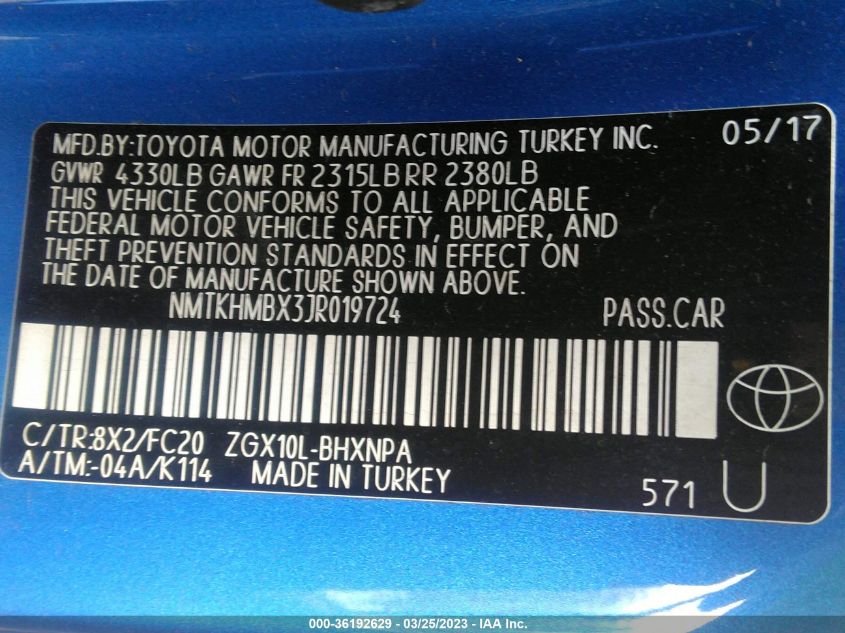 MFD.BY:TOYOTA MOTOR MANUFACTURING TURKEY INC. 05/17
GVWR 4330LB GAWR FR 2315LB RR 2380LB
THIS VEHICLE CONFORMS TO ALL APPLICABLE
FEDERAL MOTOR VEHICLE SAFETY, BUMPER, AND
THEFT PREVENTION STANDARDS IN EFFECT ON
THE DATE OF MANUFACTURE SHOWN ABOVE.
NMTKHMBX3JR019724 PASS.CAR
C/TR:8X2/FC20 ZGX10L-BHXNPA
A/TM:-04A/K114 MADE IN TURKEY
571 U
000-36192629 - 03/25/2023 - IAA Inc.